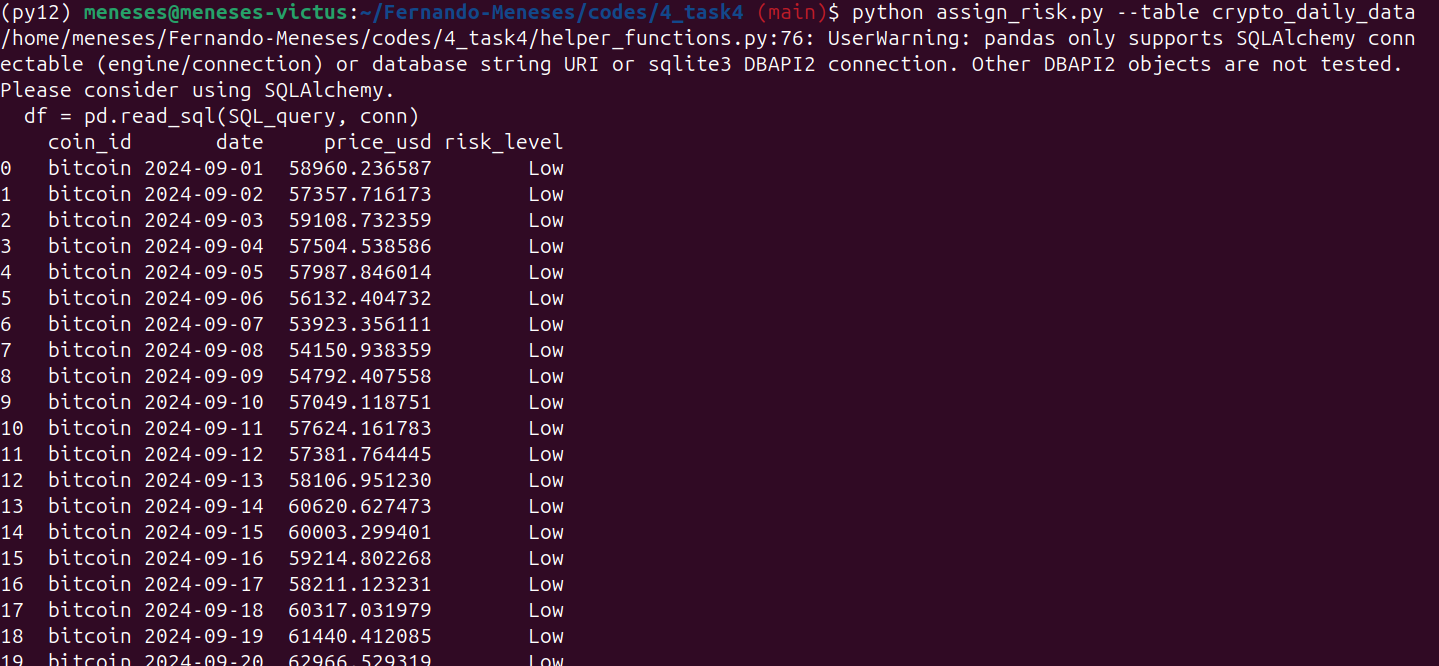 (py12) meneses@meneses-victus:~/Fernando-Meneses/codes/4_task4 (main)$ python assign_risk.py --table crypto_daily_data
/home/meneses/Fernando-Meneses/codes/4_task4/helper_functions.py:76: UserWarning: pandas only supports SQLAlchemy conn
ectable (engine/connection) or database string URI or sqlite3 DBAPI2 connection. Other DBAPI2 objects are not tested.
Please consider using SQLAlchemy.
  df = pd.read_sql(SQL_query, conn)
    coin_id       date     price_usd risk_level
0   bitcoin 2024-09-01  58960.236587        Low
1   bitcoin 2024-09-02  57357.716173        Low
2   bitcoin 2024-09-03  59108.732359        Low
3   bitcoin 2024-09-04  57504.538586        Low
4   bitcoin 2024-09-05  57987.846014        Low
5   bitcoin 2024-09-06  56132.404732        Low
6   bitcoin 2024-09-07  53923.356111        Low
7   bitcoin 2024-09-08  54150.938359        Low
8   bitcoin 2024-09-09  54792.407558        Low
9   bitcoin 2024-09-10  57049.118751        Low
10  bitcoin 2024-09-11  57624.161783        Low
11  bitcoin 2024-09-12  57381.764445        Low
12  bitcoin 2024-09-13  58106.951230        Low
13  bitcoin 2024-09-14  60620.627473        Low
14  bitcoin 2024-09-15  60003.299401        Low
15  bitcoin 2024-09-16  59214.802268        Low
16  bitcoin 2024-09-17  58211.123231        Low
17  bitcoin 2024-09-18  60317.031979        Low
18  bitcoin 2024-09-19  61440.412085        Low
19  bitcoin 2024-09-20  62966.529319        Low